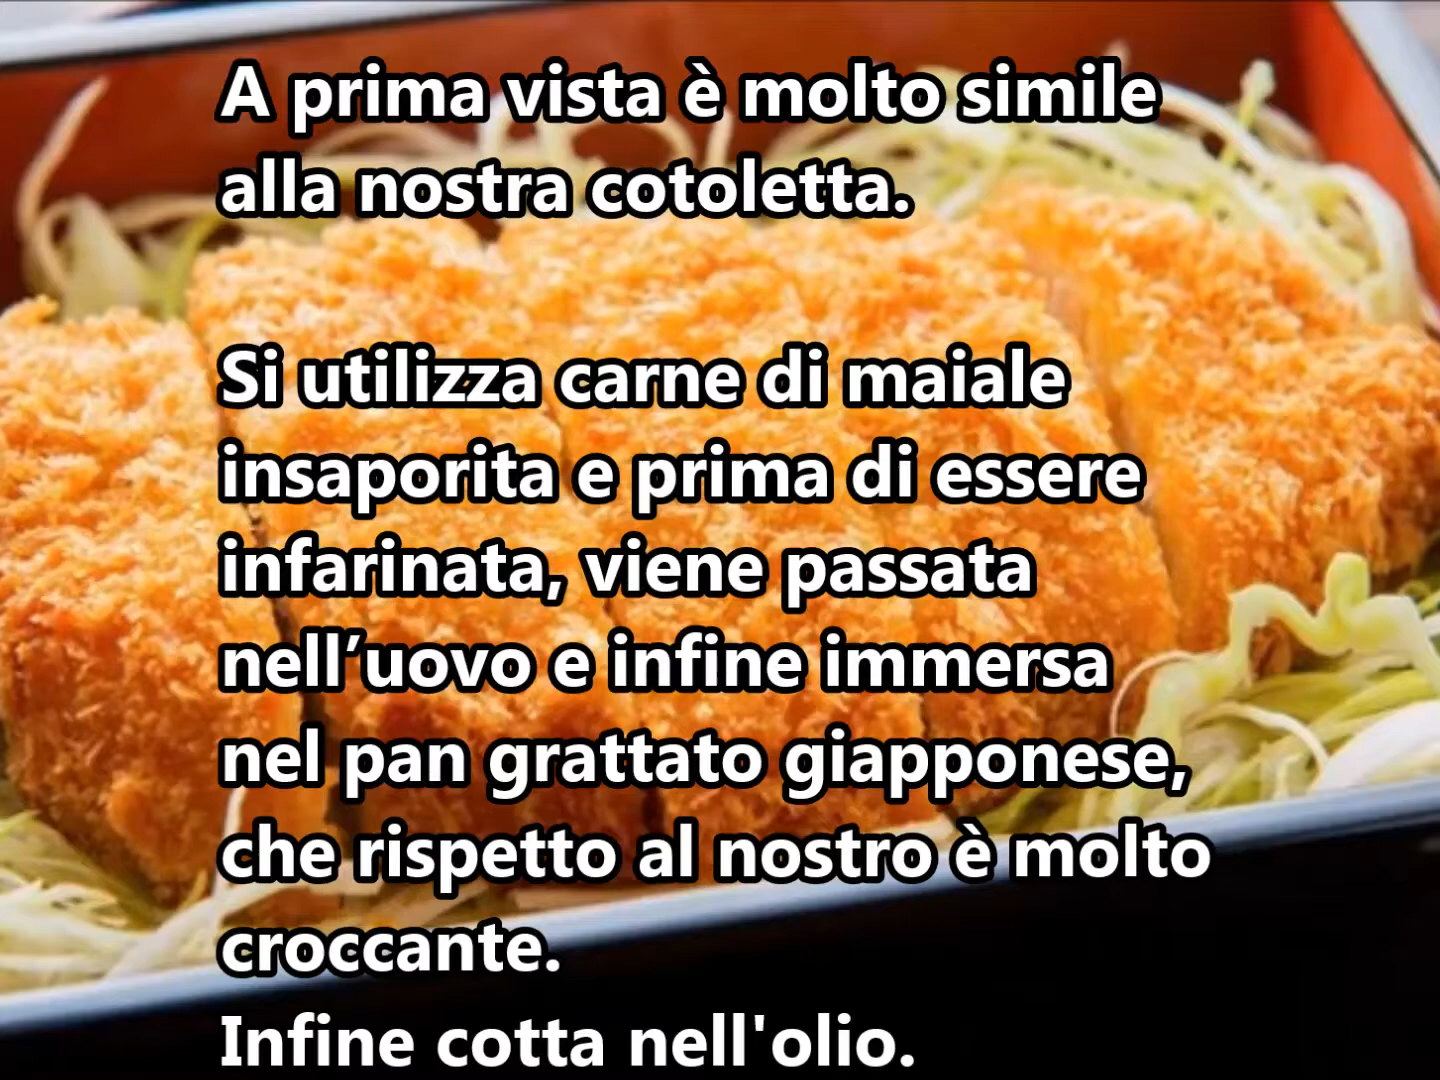 A prima vista è molto simile
alla nostra cotoletta.
Si utilizza carne di maiale
insaporita e prima di essere
infarinata, viene passata
nell’uovo e infine immersa
nel pan grattato giapponese,
che rispetto al nostro è molto
croccante.
Infine cotta nell'olio.